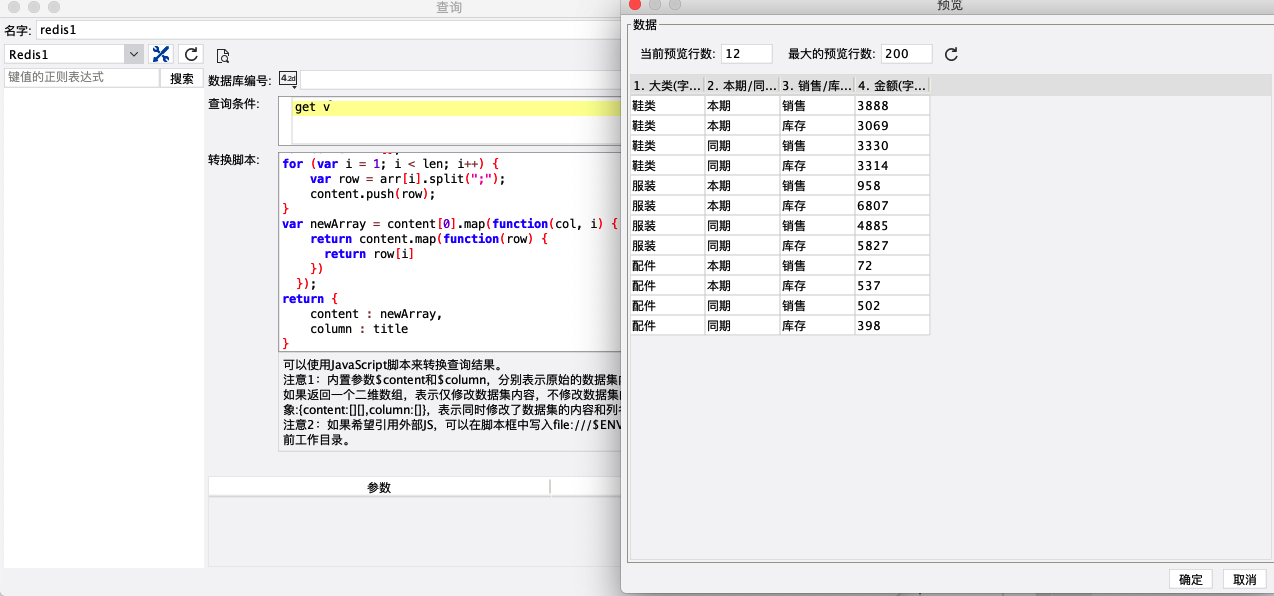 查询
名字: redis1
Redis1
键值的正则表达式
搜索
数据库编号:
查询条件:
get v
转换脚本:
for (var i = 1; i < len; i++) {
var row = arr[i].split(";");
content.push(row);
}
var newArray = content[0].map(function(col, i) {
return content.map(function(row) {
return row[i]
})
});
return {
content : newArray,
column : title
}
可以使用JavaScript脚本来转换查询结果。
注意1：内置参数$content和$column，分别表示原始的数据集
如果返回一个二维数组，表示仅修改数据集内容，不修改数据集
象:{content:[][],column:[]}，表示同时修改了数据集的内容和列
注意2：如果希望引用外部JS，可以在脚本框中写入file:///$ENV
前工作目录。
参数
预览
数据
当前预览行数: 12 最大的预览行数: 200
1. 大类(字... 2. 本期/同... 3. 销售/库... 4. 金额(字...
鞋类 本期 销售 3888
鞋类 本期 库存 3069
鞋类 同期 销售 3330
鞋类 同期 库存 3314
服装 本期 销售 958
服装 本期 库存 6807
服装 同期 销售 4885
服装 同期 库存 5827
配件 本期 销售 72
配件 本期 库存 537
配件 同期 销售 502
配件 同期 库存 398
确定 取消